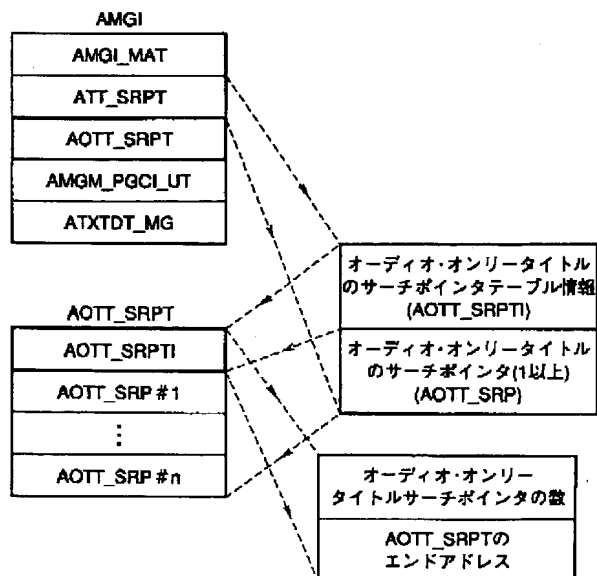 AMGI
AMGI_MAT
ATT_SRPT
AOTT_SRPT
AMGM_PGCI_UT
ATXTDT_MG
オーディオ・オンリータイトル
のサーチポインタテーブル情報
(AOTT_SRPTI)
オーディオ・オンリータイトル
のサーチポインタ(1以上)
(AOTT_SRP)
AOTT_SRPT
AOTT_SRPTI
AOTT_SRP #1
⋮
AOTT_SRP #n
オーディオ・オンリー
タイトルサーチポインタの数
AOTT_SRPTの
エンドアドレス